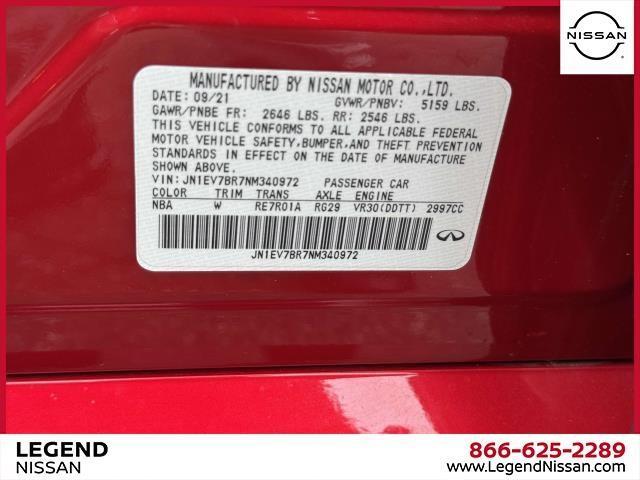 NISSAN
MANUFACTURED BY NISSAN MOTOR CO.,LTD.
DATE: 09/21 GVWR/PNBV: 5159 LBS.
GAWR/PNBE FR: 2646 LBS. RR: 2546 LBS.
THIS VEHICLE CONFORMS TO ALL APPLICABLE FEDERAL
MOTOR VEHICLE SAFETY,BUMPER,AND THEFT PREVENTION
STANDARDS IN EFFECT ON THE DATE OF MANUFACTURE
SHOWN ABOVE.
VIN: JN1EV7BR7NM340972 PASSENGER CAR
COLOR TRIM TRANS AXLE ENGINE
NBA W RE7R01A RG29 VR30(DDTT) 2997CC
JN1EV7BR7NM340972
LEGEND
NISSAN
866-625-2289
www.LegendNissan.com